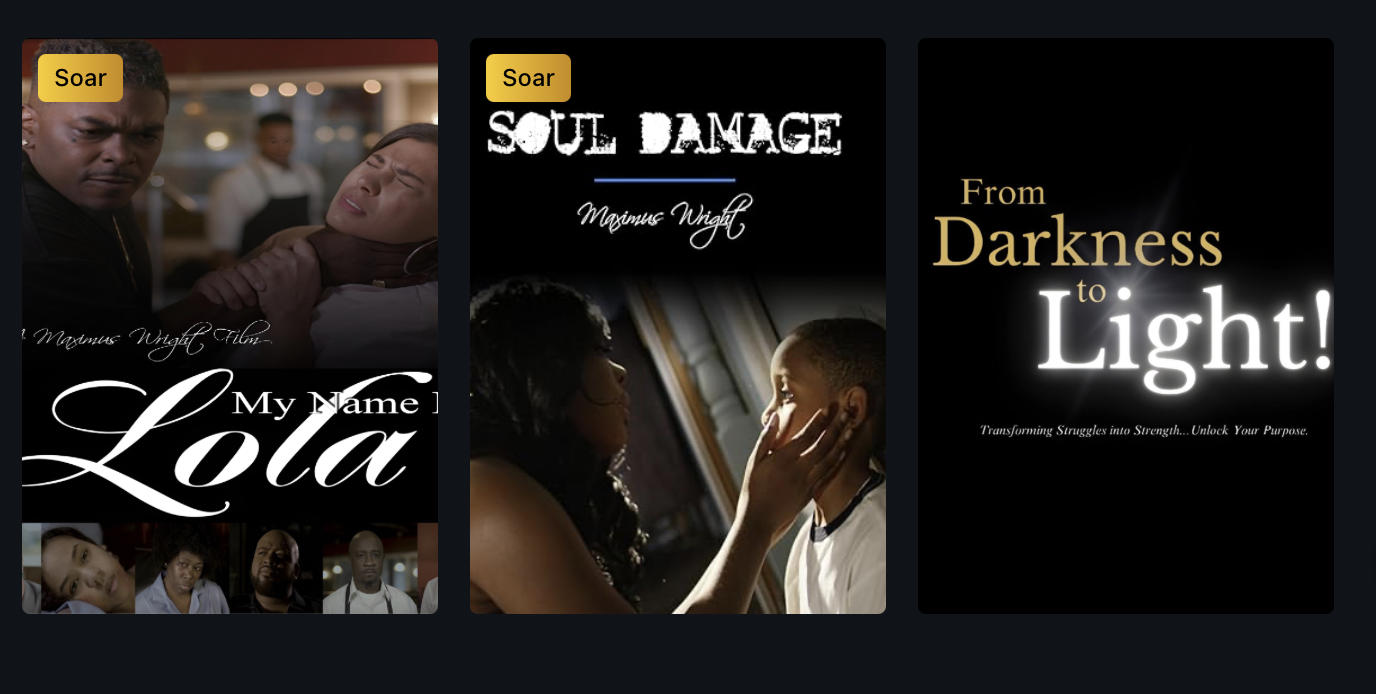 Soar
A Maximus Wright Film
My Name
Lola
Soar
SOUL DAMAGE
Maximus Wright
From
Darkness
to
Light!
Transforming Struggles into Strength...Unlock Your Purpose.